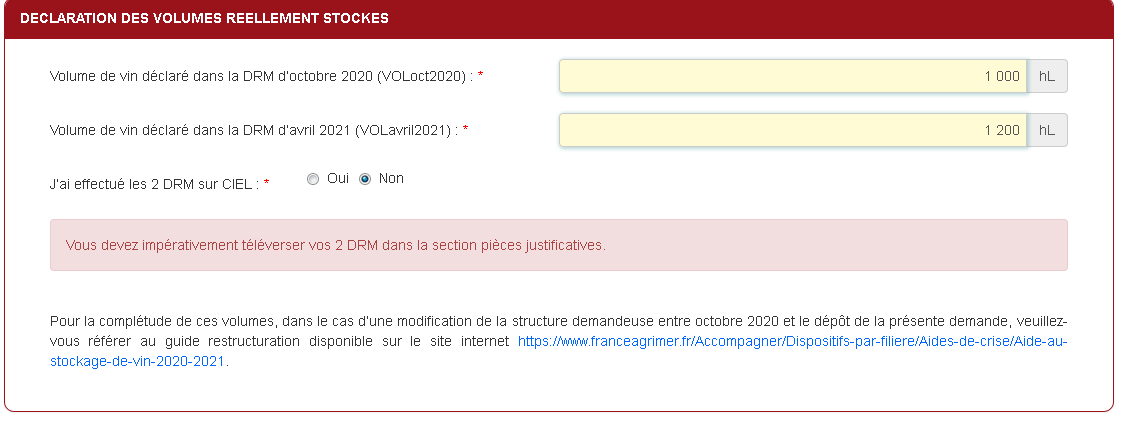 DECLARATION DES VOLUMES REELLEMENT STOCKES
Volume de vin déclaré dans la DRM d'octobre 2020 (VOLoct2020) : * 1 000 hL
Volume de vin déclaré dans la DRM d'avril 2021 (VOLavril2021) : * 1 200 hL
J'ai effectué les 2 DRM sur CIEL : * Oui Non
Vous devez impérativement téléverser vos 2 DRM dans la section pièces justificatives.
Pour la complétude de ces volumes, dans le cas d'une modification de la structure demandeuse entre octobre 2020 et le dépôt de la présente demande, veuillez-
vous référer au guide restructuration disponible sur le site internet https://www.franceagrimer.fr/Accompagner/Dispositifs-par-filiere/Aides-de-crise/Aide-au-
stockage-de-vin-2020-2021.